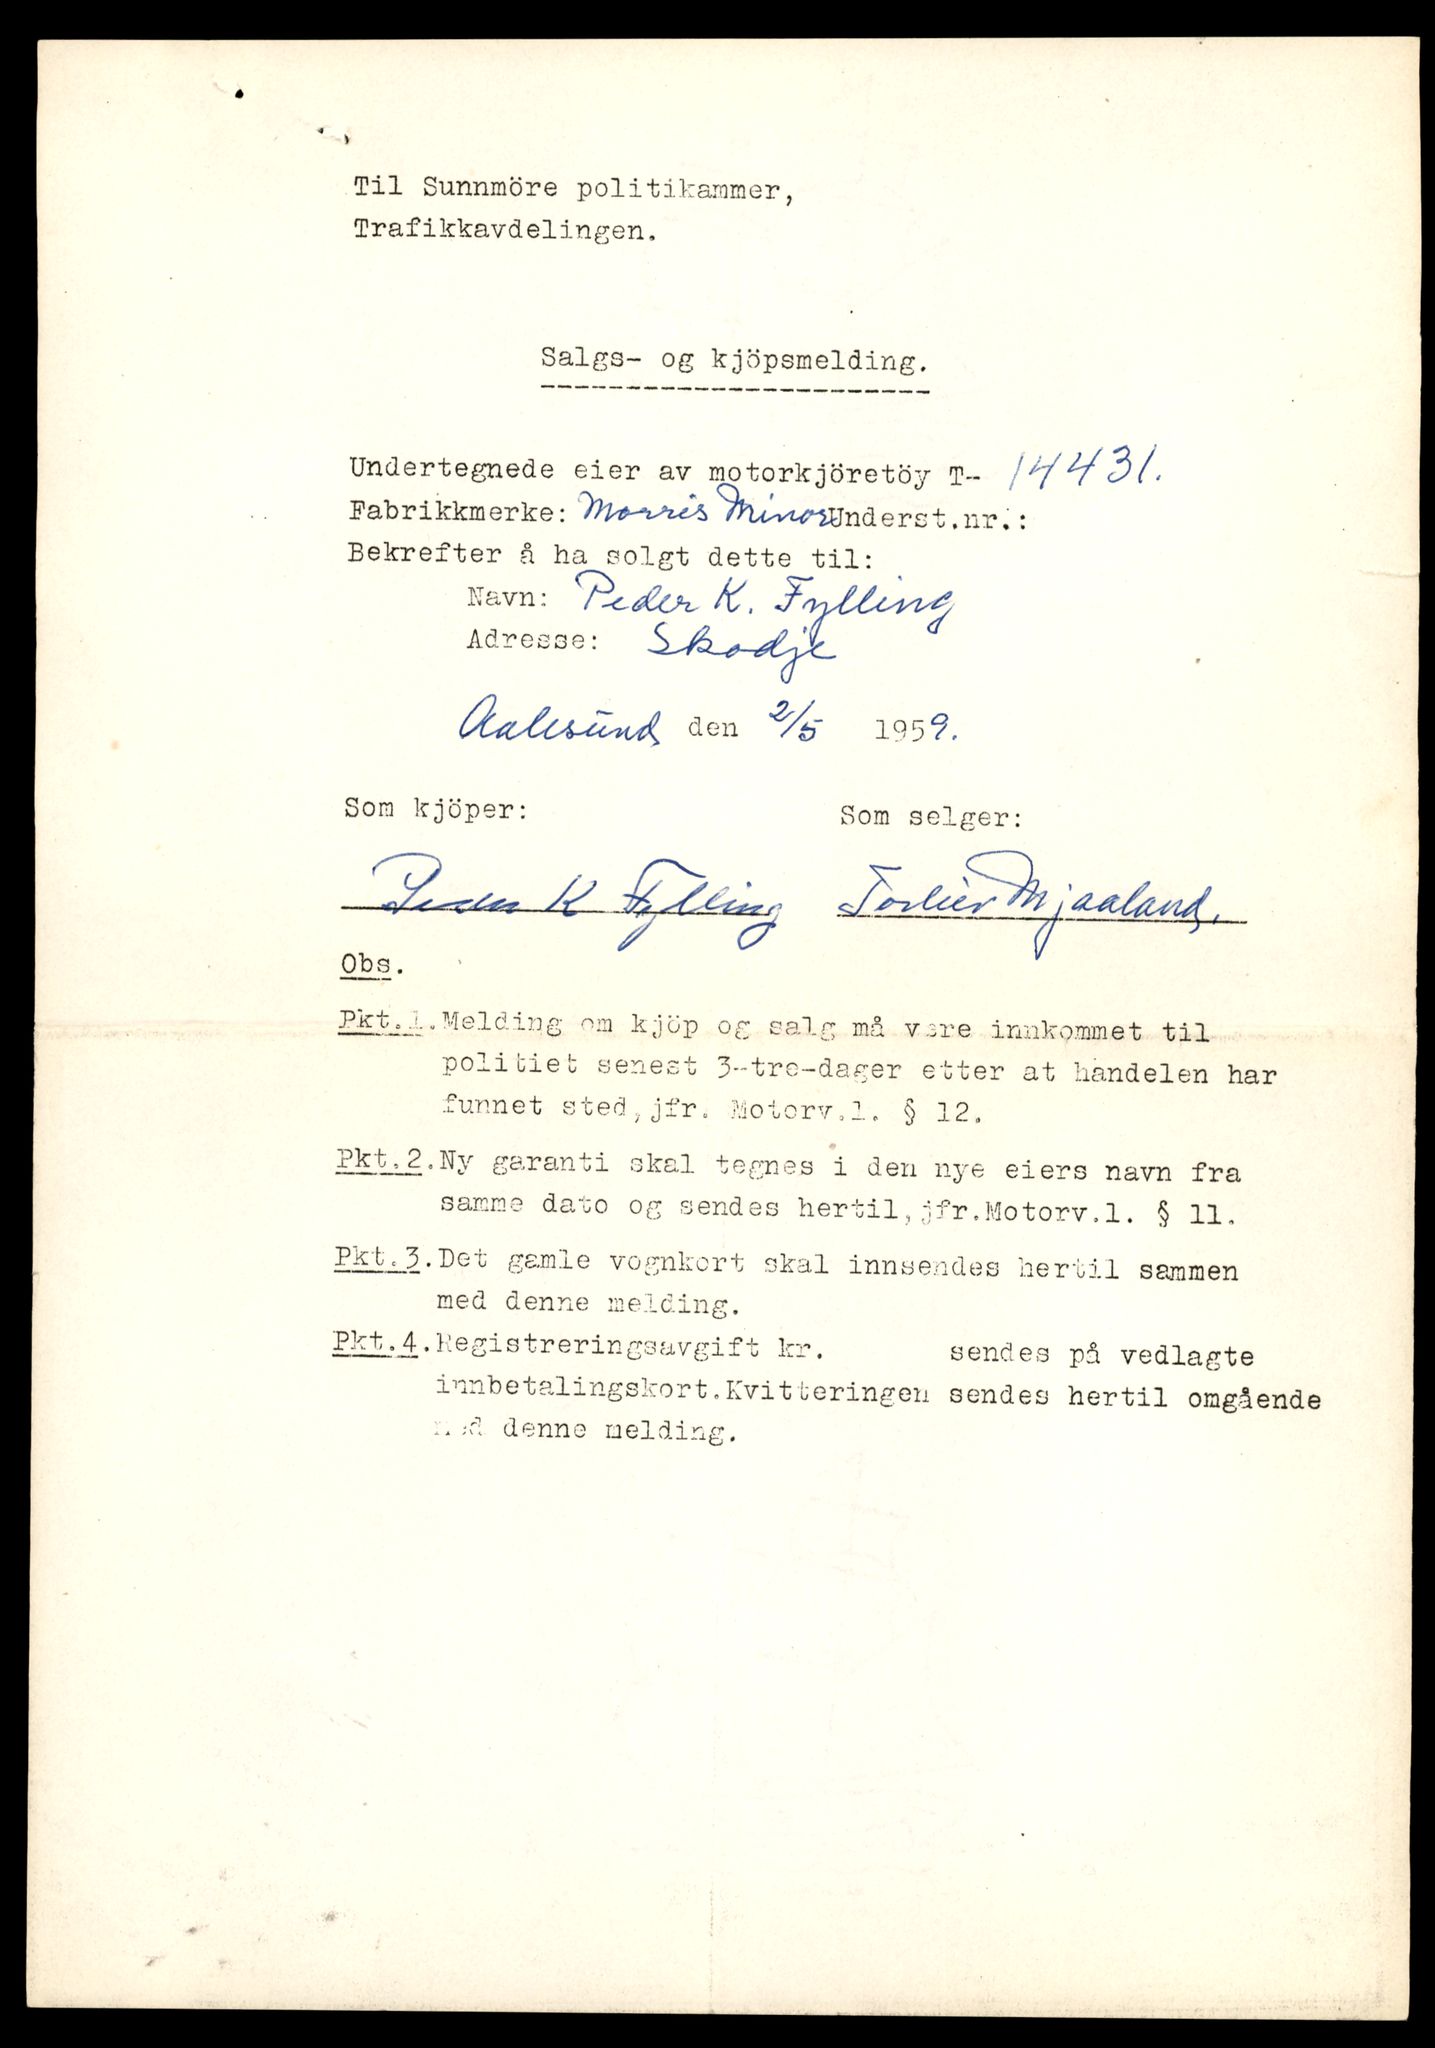 Til Sunnmöre politikammer,
Trafikkavdelingen.
Salgs- og kjöpsmelding.
Undertegnede eier av motorkjöretöy T- 14431.
Fabrikkmerke: Morris Minor Underst.nr.:
Bekrefter å ha solgt dette til:
Navn: Peder K. Fylling
Adresse: Skodje
Aalesund den 2/5 1959.
Som kjöper: Som selger:
Peder K Fylling Torleiv Mjaaland.
Obs.
Pkt.1. Melding om kjöp og salg må være innkommet til
politiet senest 3-tre-dager etter at handelen har
funnet sted, jfr. Motorv.l. § 12.
Pkt.2. Ny garanti skal tegnes i den nye eiers navn fra
samme dato og sendes hertil, jfr.Motorv.l. § 11.
Pkt.3. Det gamle vognkort skal innsendes hertil sammen
med denne melding.
Pkt.4. Registreringsavgift kr. sendes på vedlagte
innbetalingskort.Kvitteringen sendes hertil omgående
med denne melding.